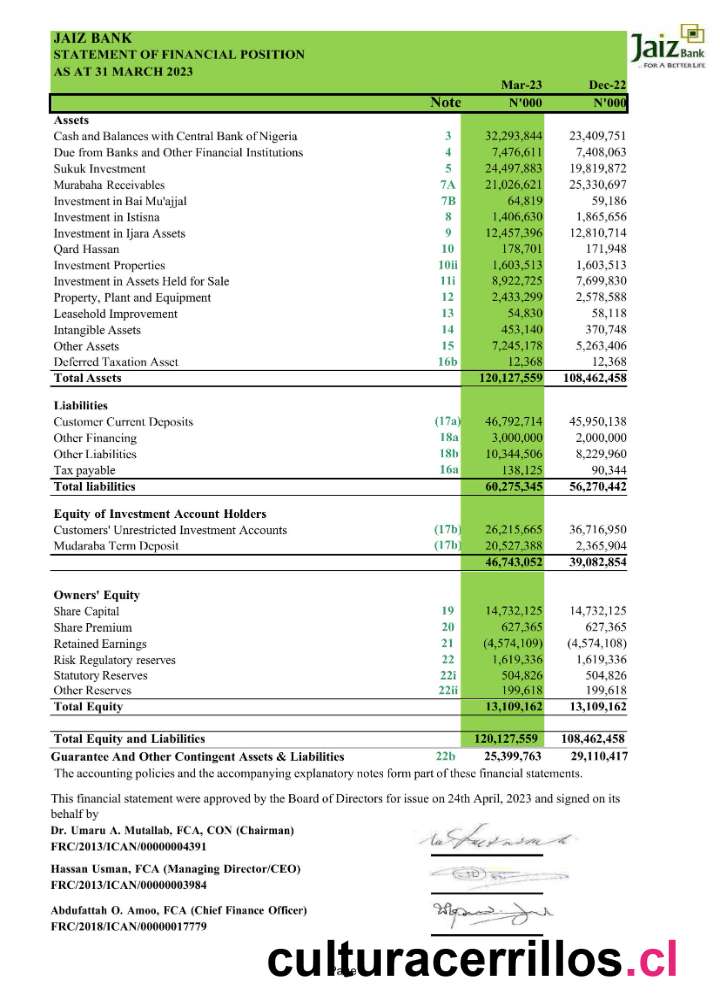 JAIZ BANK
STATEMENT OF FINANCIAL POSITION
AS AT 31 MARCH 2023
Jaiz Bank
... FOR A BETTER LIFE
Mar-23 Dec-22
Note N'000 N'000
Assets
Cash and Balances with Central Bank of Nigeria 3 32,293,844 23,409,751
Due from Banks and Other Financial Institutions 4 7,476,611 7,408,063
Sukuk Investment 5 24,497,883 19,819,872
Murabaha Receivables 7A 21,026,621 25,330,697
Investment in Bai Mu'ajjal 7B 64,819 59,186
Investment in Istisna 8 1,406,630 1,865,656
Investment in Ijara Assets 9 12,457,396 12,810,714
Qard Hassan 10 178,701 171,948
Investment Properties 10ii 1,603,513 1,603,513
Investment in Assets Held for Sale 11i 8,922,725 7,699,830
Property, Plant and Equipment 12 2,433,299 2,578,588
Leasehold Improvement 13 54,830 58,118
Intangible Assets 14 453,140 370,748
Other Assets 15 7,245,178 5,263,406
Deferred Taxation Asset 16b 12,368 12,368
Total Assets 120,127,559 108,462,458
Liabilities
Customer Current Deposits (17a) 46,792,714 45,950,138
Other Financing 18a 3,000,000 2,000,000
Other Liabilities 18b 10,344,506 8,229,960
Tax payable 16a 138,125 90,344
Total liabilities 60,275,345 56,270,442
Equity of Investment Account Holders
Customers' Unrestricted Investment Accounts (17b) 26,215,665 36,716,950
Mudaraba Term Deposit (17b) 20,527,388 2,365,904
46,743,052 39,082,854
Owners' Equity
Share Capital 19 14,732,125 14,732,125
Share Premium 20 627,365 627,365
Retained Earnings 21 (4,574,109) (4,574,108)
Risk Regulatory reserves 22 1,619,336 1,619,336
Statutory Reserves 22i 504,826 504,826
Other Reserves 22ii 199,618 199,618
Total Equity 13,109,162 13,109,162
Total Equity and Liabilities 120,127,559 108,462,458
Guarantee And Other Contingent Assets & Liabilities 22b 25,399,763 29,110,417
The accounting policies and the accompanying explanatory notes form part of these financial statements.
This financial statement were approved by the Board of Directors for issue on 24th April, 2023 and signed on its
behalf by
Dr. Umaru A. Mutallab, FCA, CON (Chairman)
FRC/2013/ICAN/00000004391
Hassan Usman, FCA (Managing Director/CEO)
FRC/2013/ICAN/00000003984
Abdufattah O. Amoo, FCA (Chief Finance Officer)
FRC/2018/ICAN/00000017779
culturacerrillos.cl